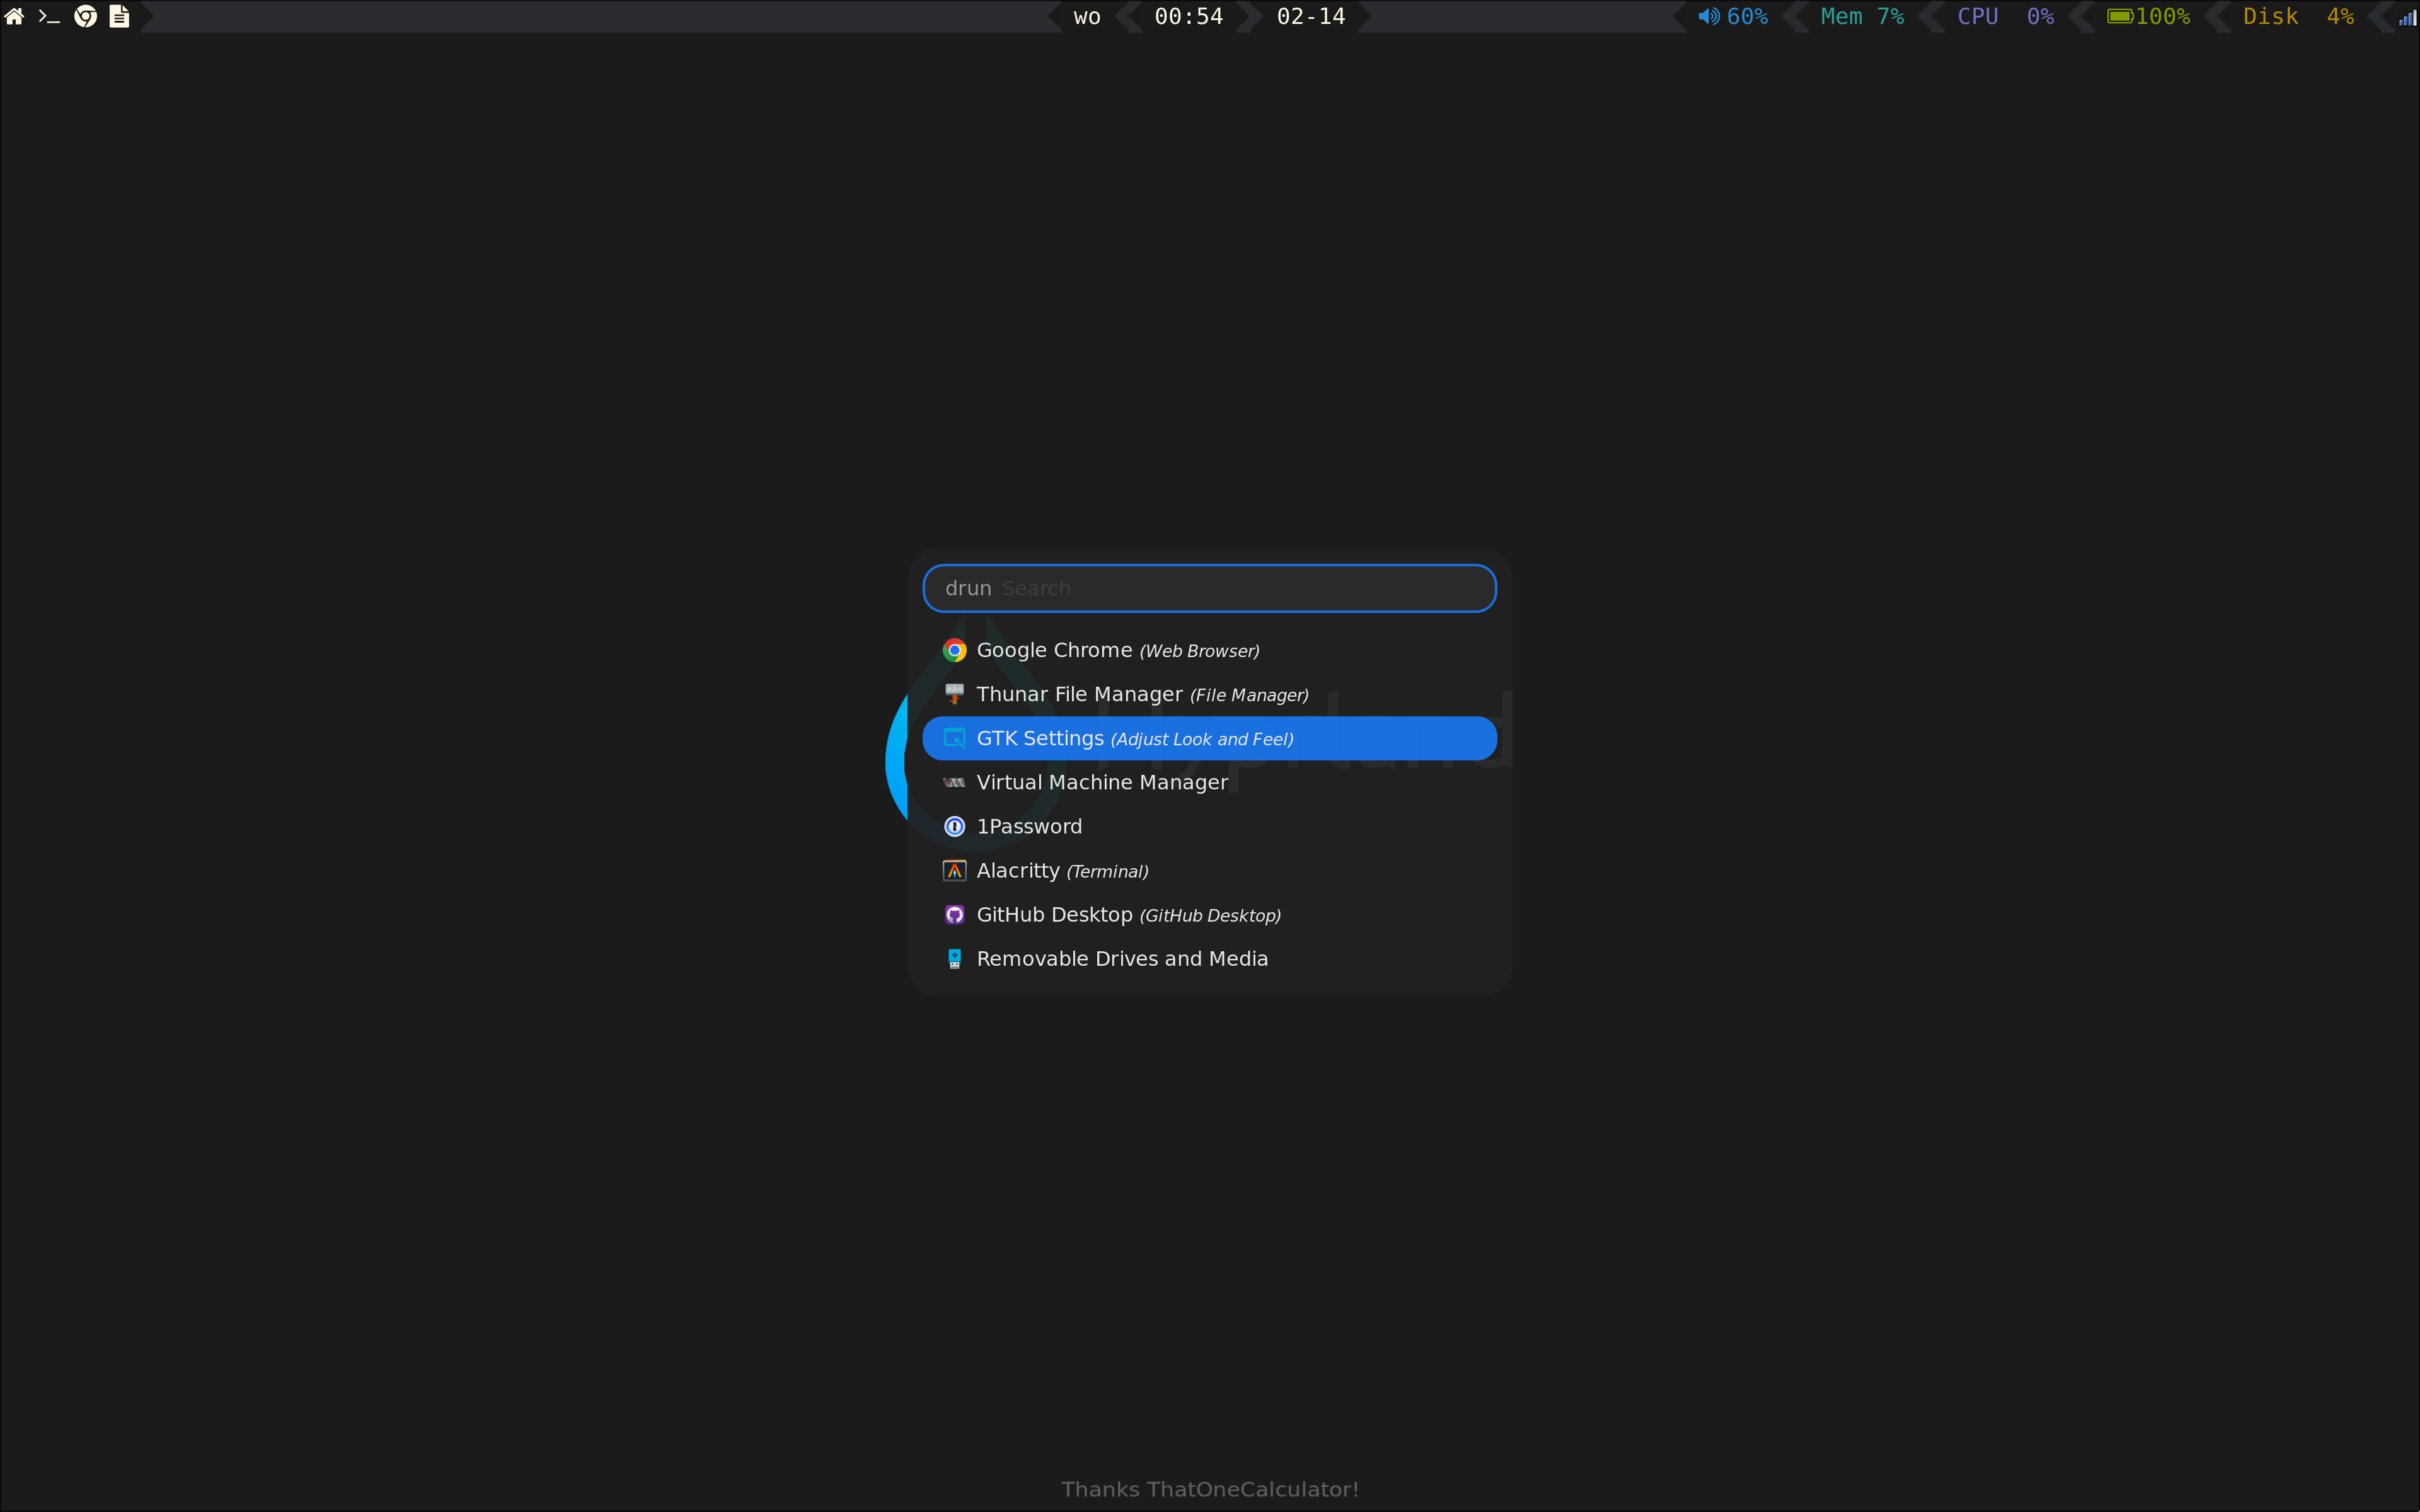 wo 00:54 02-14 60% Mem 7% CPU 0% 100% Disk 4%
drun Search
Google Chrome (Web Browser)
Thunar File Manager (File Manager)
GTK Settings (Adjust Look and Feel)
Virtual Machine Manager
1Password
Alacritty (Terminal)
GitHub Desktop (GitHub Desktop)
Removable Drives and Media
Thanks ThatOneCalculator!